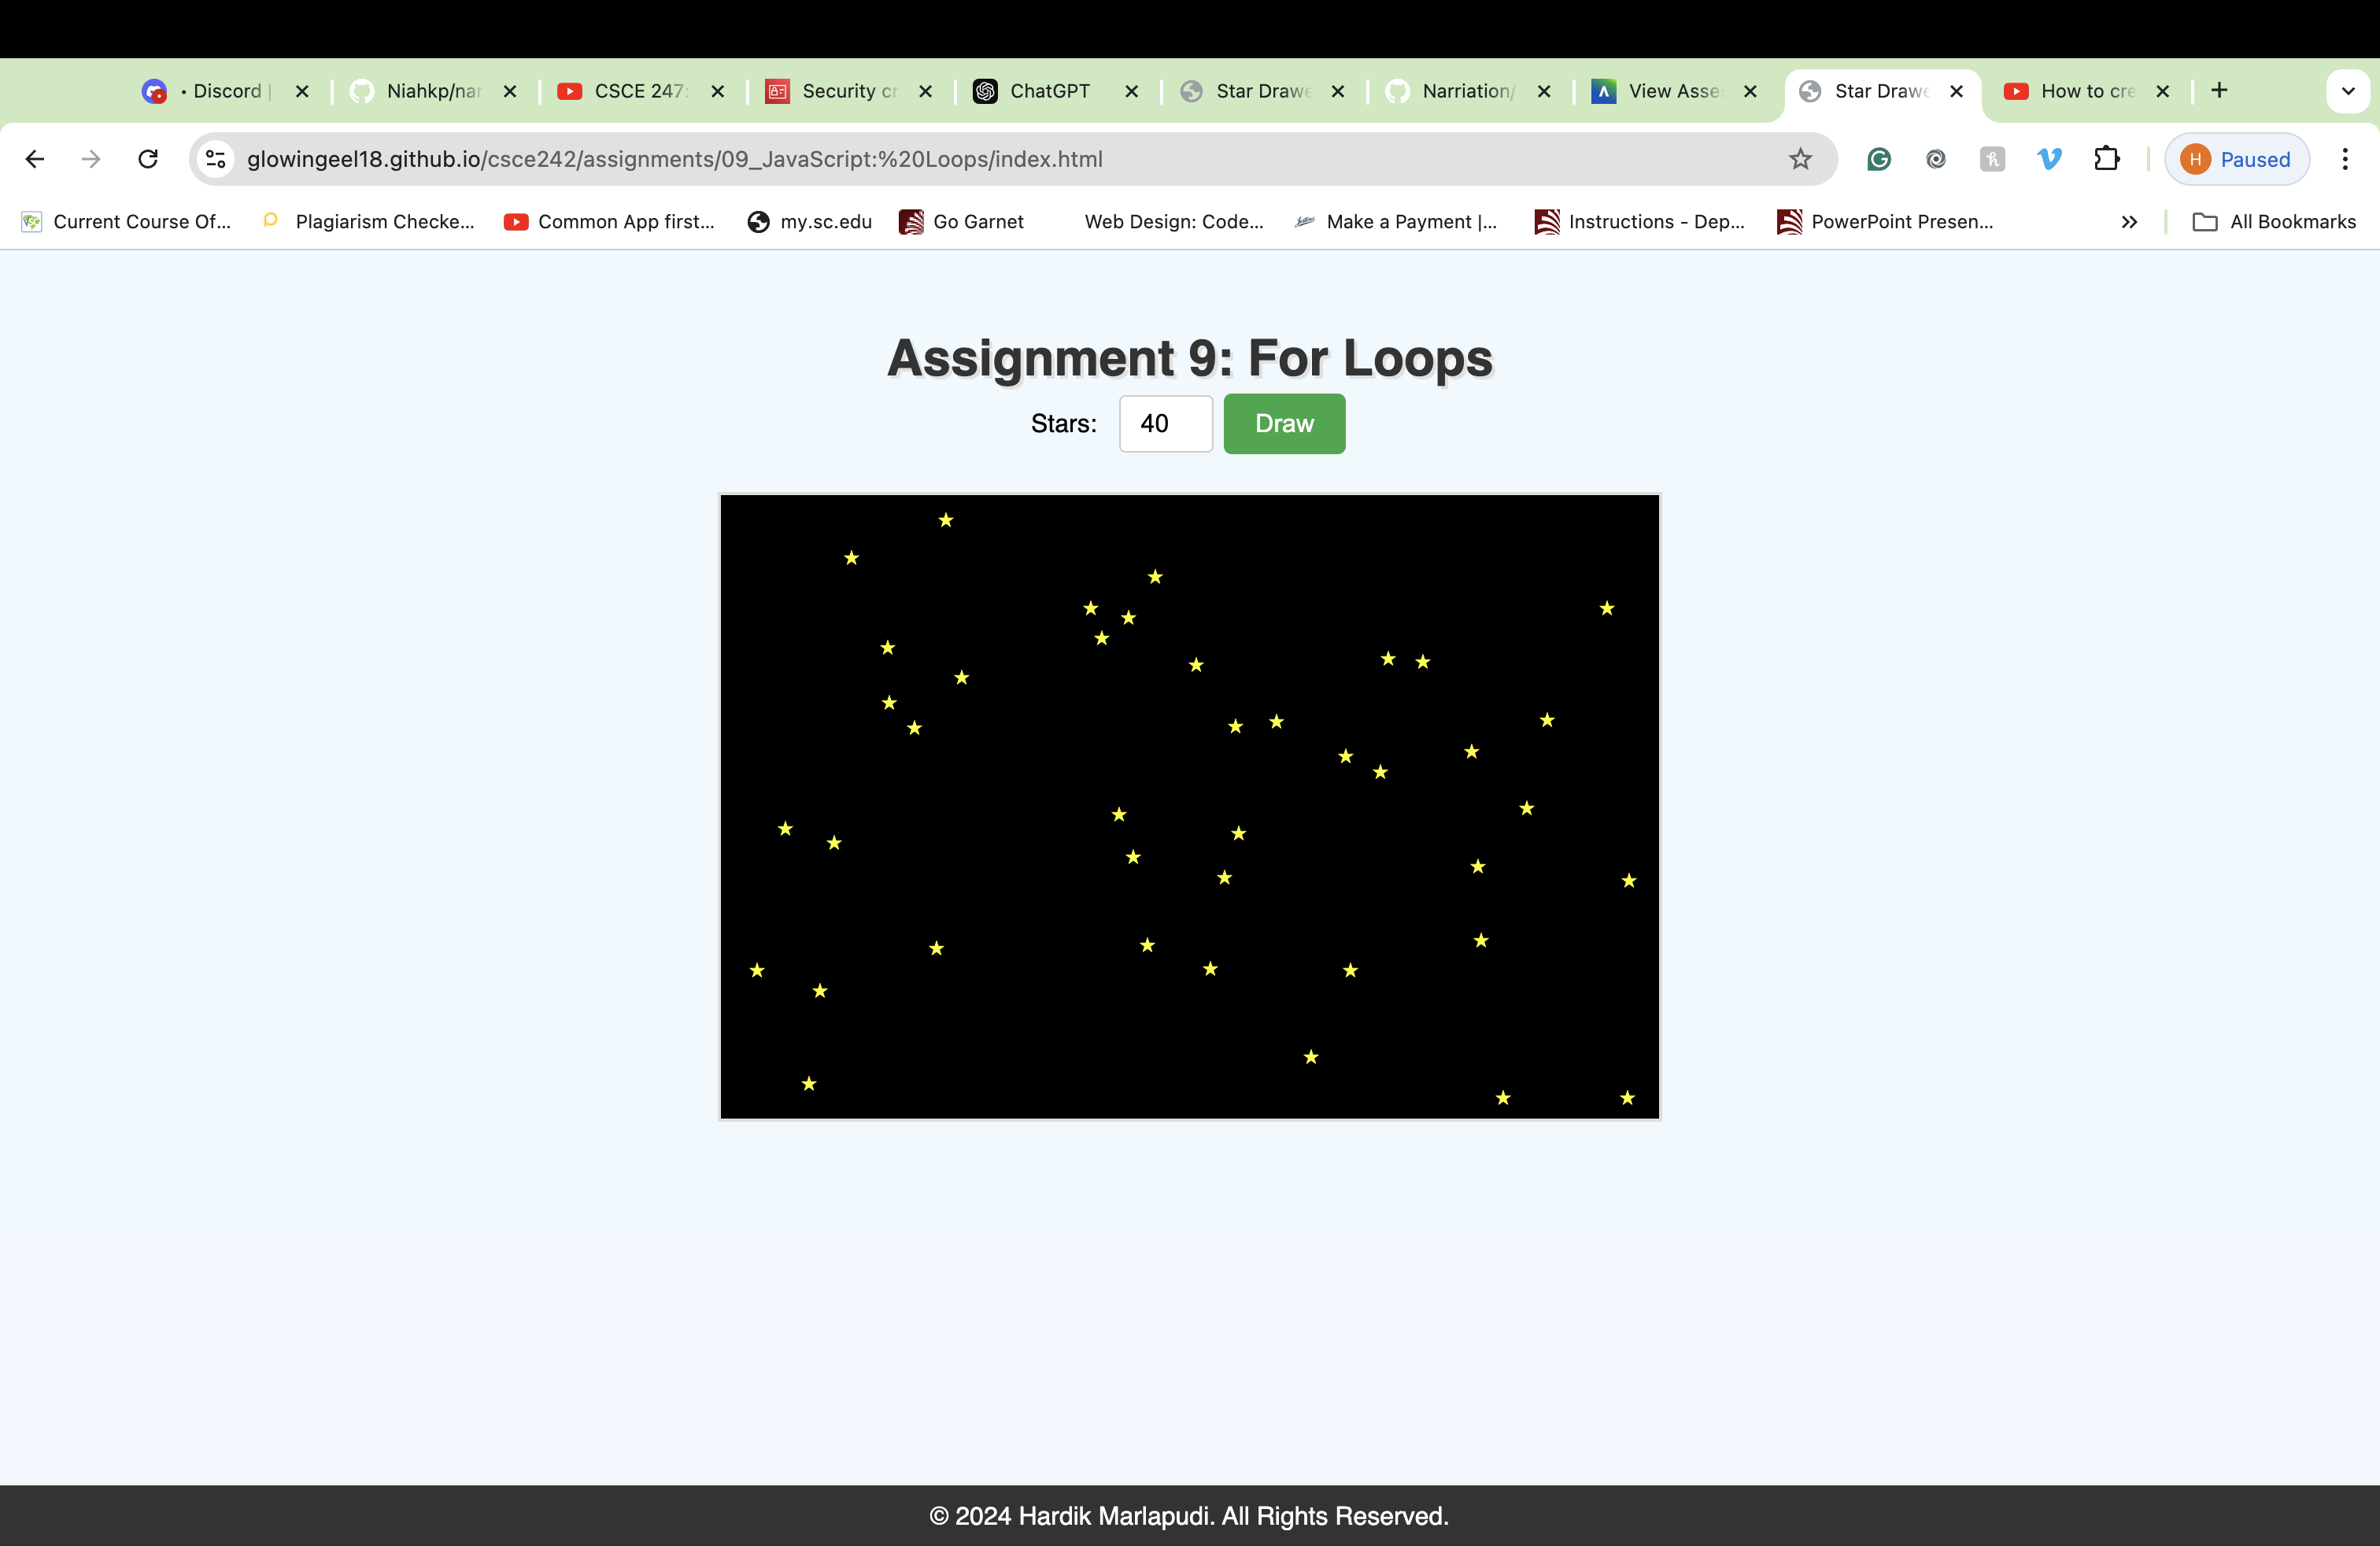 • Discord |
Niahkp/nar
CSCE 247:
Security cr
ChatGPT
Star Drawe
Narriation/
View Asse
Star Drawe
How to cre
glowingeel18.github.io/csce242/assignments/09_JavaScript:%20Loops/index.html
H Paused
Current Course Of...
Plagiarism Checke...
Common App first...
my.sc.edu
Go Garnet
Web Design: Code...
Make a Payment |...
Instructions - Dep...
PowerPoint Presen...
All Bookmarks
Assignment 9: For Loops
Stars: 40 Draw
© 2024 Hardik Marlapudi. All Rights Reserved.